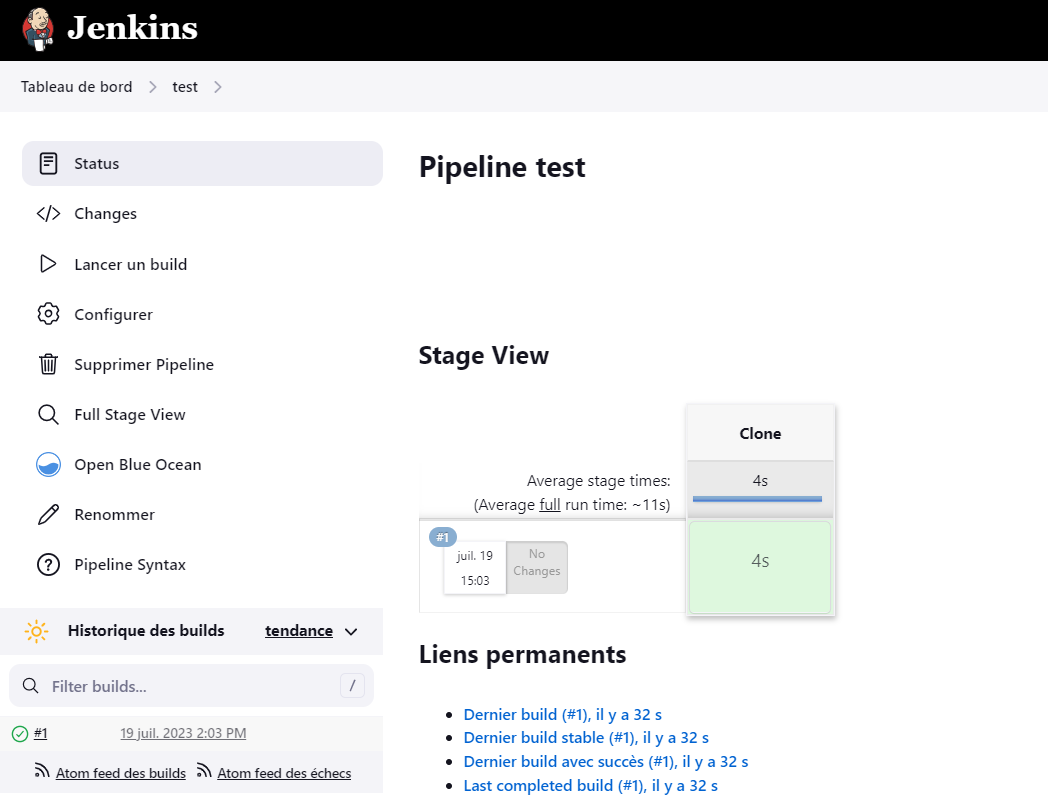 Jenkins
Tableau de bord
test
Status
Changes
Lancer un build
Configurer
Supprimer Pipeline
Full Stage View
Open Blue Ocean
Renommer
Pipeline Syntax
Historique des builds
tendance
Filter builds...
/
#1
19 juil. 2023 2:03 PM
Atom feed des builds
Atom feed des échecs
Pipeline test
Stage View
Clone
Average stage times:
4s
(Average full run time: ~11s)
#1
juil. 19
15:03
No
Changes
4s
Liens permanents
Dernier build (#1), il y a 32 s
Dernier build stable (#1), il y a 32 s
Dernier build avec succès (#1), il y a 32 s
Last completed build (#1), il y a 32 s